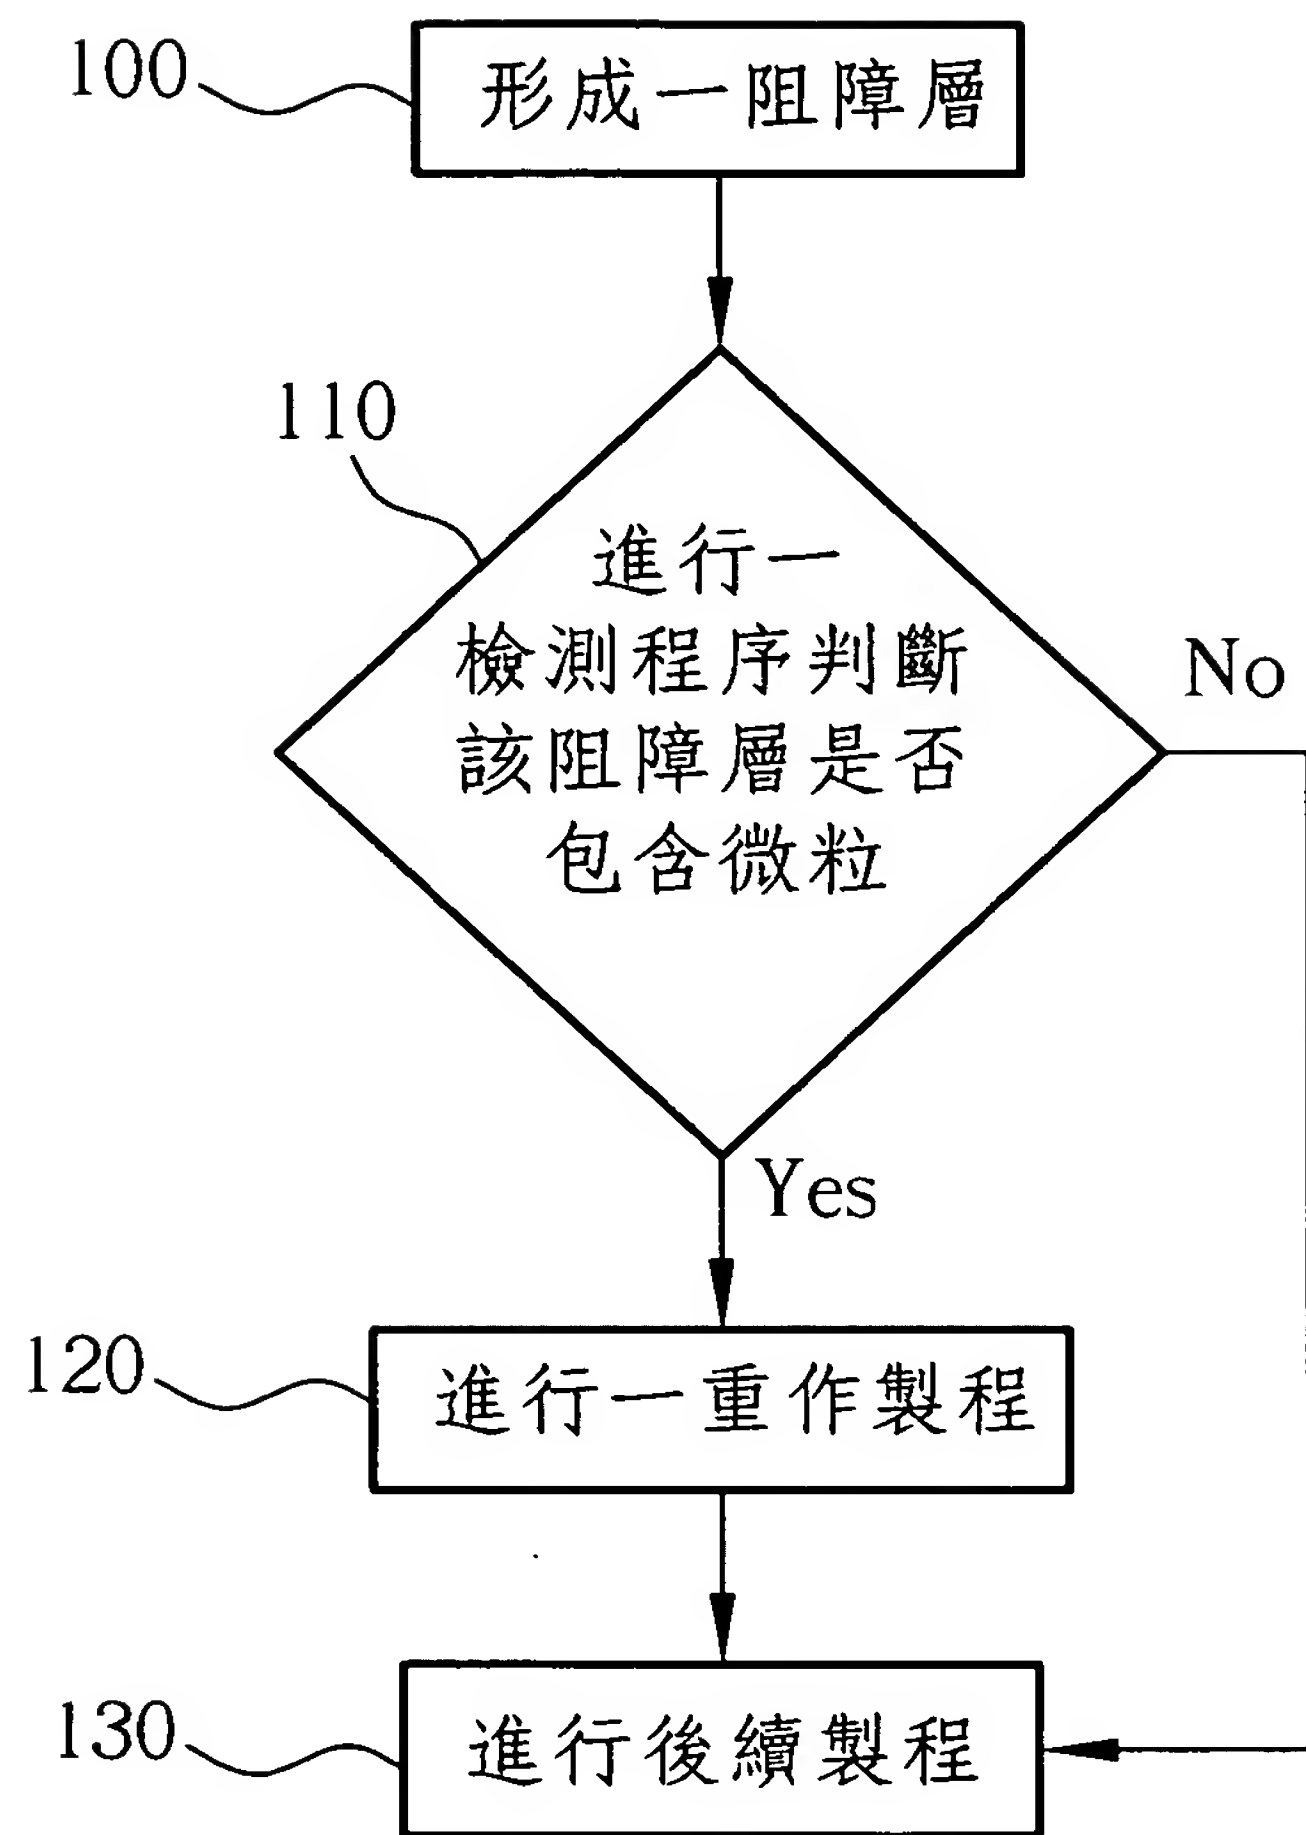 100
形成一阻障層
110
進行一
檢測程序判斷
該阻障層是否
包含微粒
No
Yes
120
進行一重作製程
130
進行後續製程